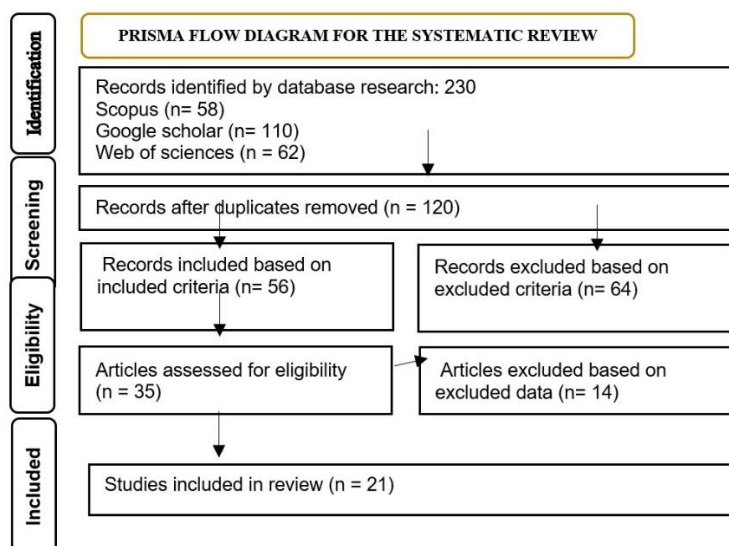 PRISMA FLOW DIAGRAM FOR THE SYSTEMATIC REVIEW
Identification
Records identified by database research: 230
Scopus (n= 58)
Google scholar (n= 110)
Web of sciences (n = 62)
Screening
Records after duplicates removed (n = 120)
Records included based on
included criteria (n= 56)
Records excluded based on
excluded criteria (n= 64)
Eligibility
Articles assessed for eligibility
(n = 35)
Articles excluded based on
excluded data (n= 14)
Included
Studies included in review (n = 21)